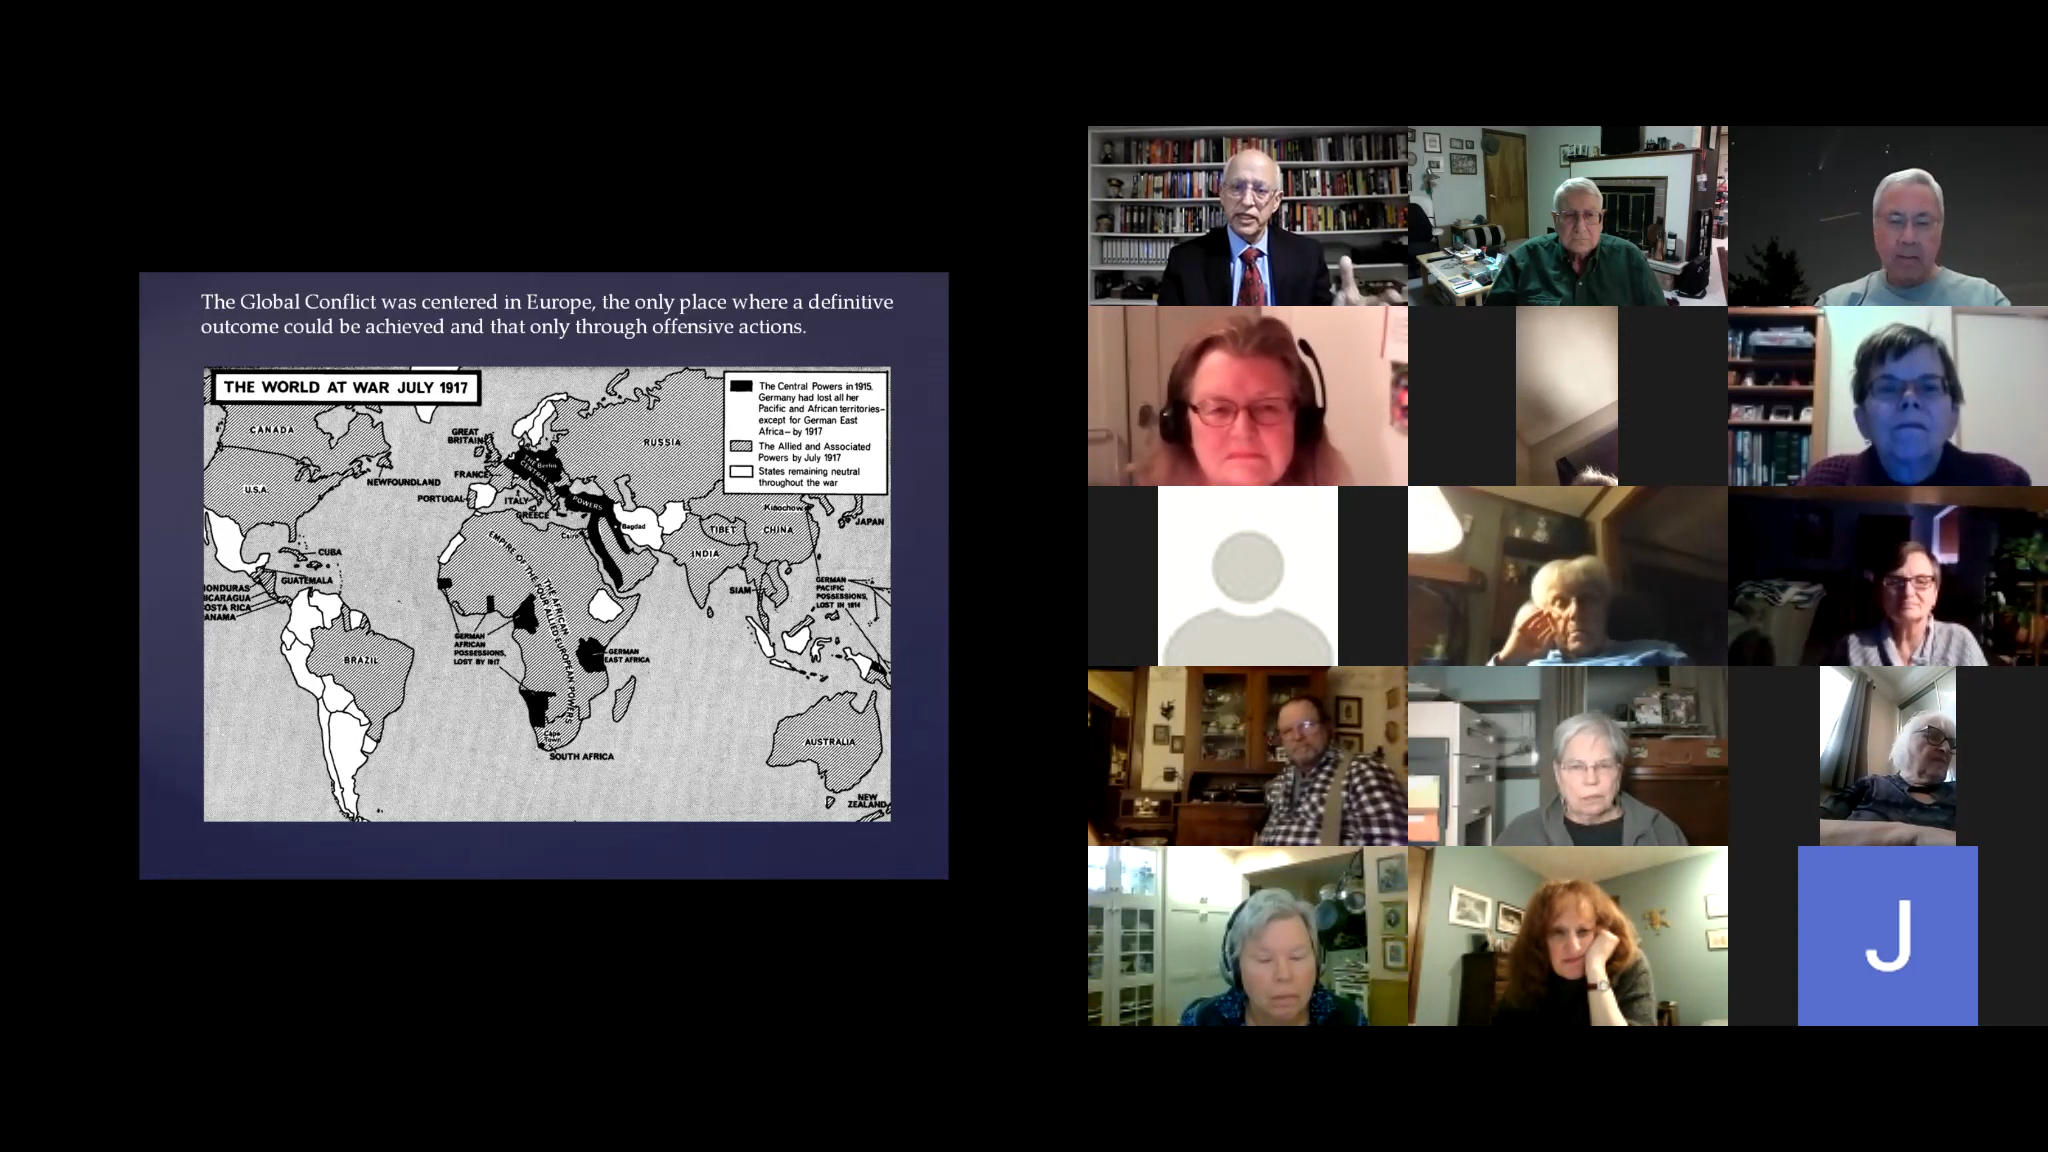 The Global Conflict was centered in Europe, the only place where a definitive
outcome could be achieved and that only through offensive actions.
THE WORLD AT WAR JULY 1917
The Central Powers in 1915.
Germany had lost all her
Pacific and African territories–
except for German East
Africa–by 1917
The Allied and Associated
Powers by July 1917
States remaining neutral
throughout the war
CANADA
GREAT
BRITAIN
RUSSIA
THE Berlin
CENTRAL
POWERS
FRANCE
NEWFOUNDLAND
U.S.A.
PORTUGAL
ITALY
GREECE
Kiaochow
JAPAN
Bagdad
TIBET
CHINA
Cairo
INDIA
EMPIRE OF THE
FOUR ALLIED EUROPEAN POWERS
THE AFRICAN
CUBA
GUATEMALA
HONDURAS
NICARAGUA
COSTA RICA
PANAMA
SIAM
GERMAN
PACIFIC
POSSESSIONS,
LOST IN 1914
GERMAN
AFRICAN
POSSESSIONS,
LOST BY 1917
GERMAN
EAST AFRICA
BRAZIL
AUSTRALIA
Cape
Town
SOUTH AFRICA
NEW
ZEALAND
J